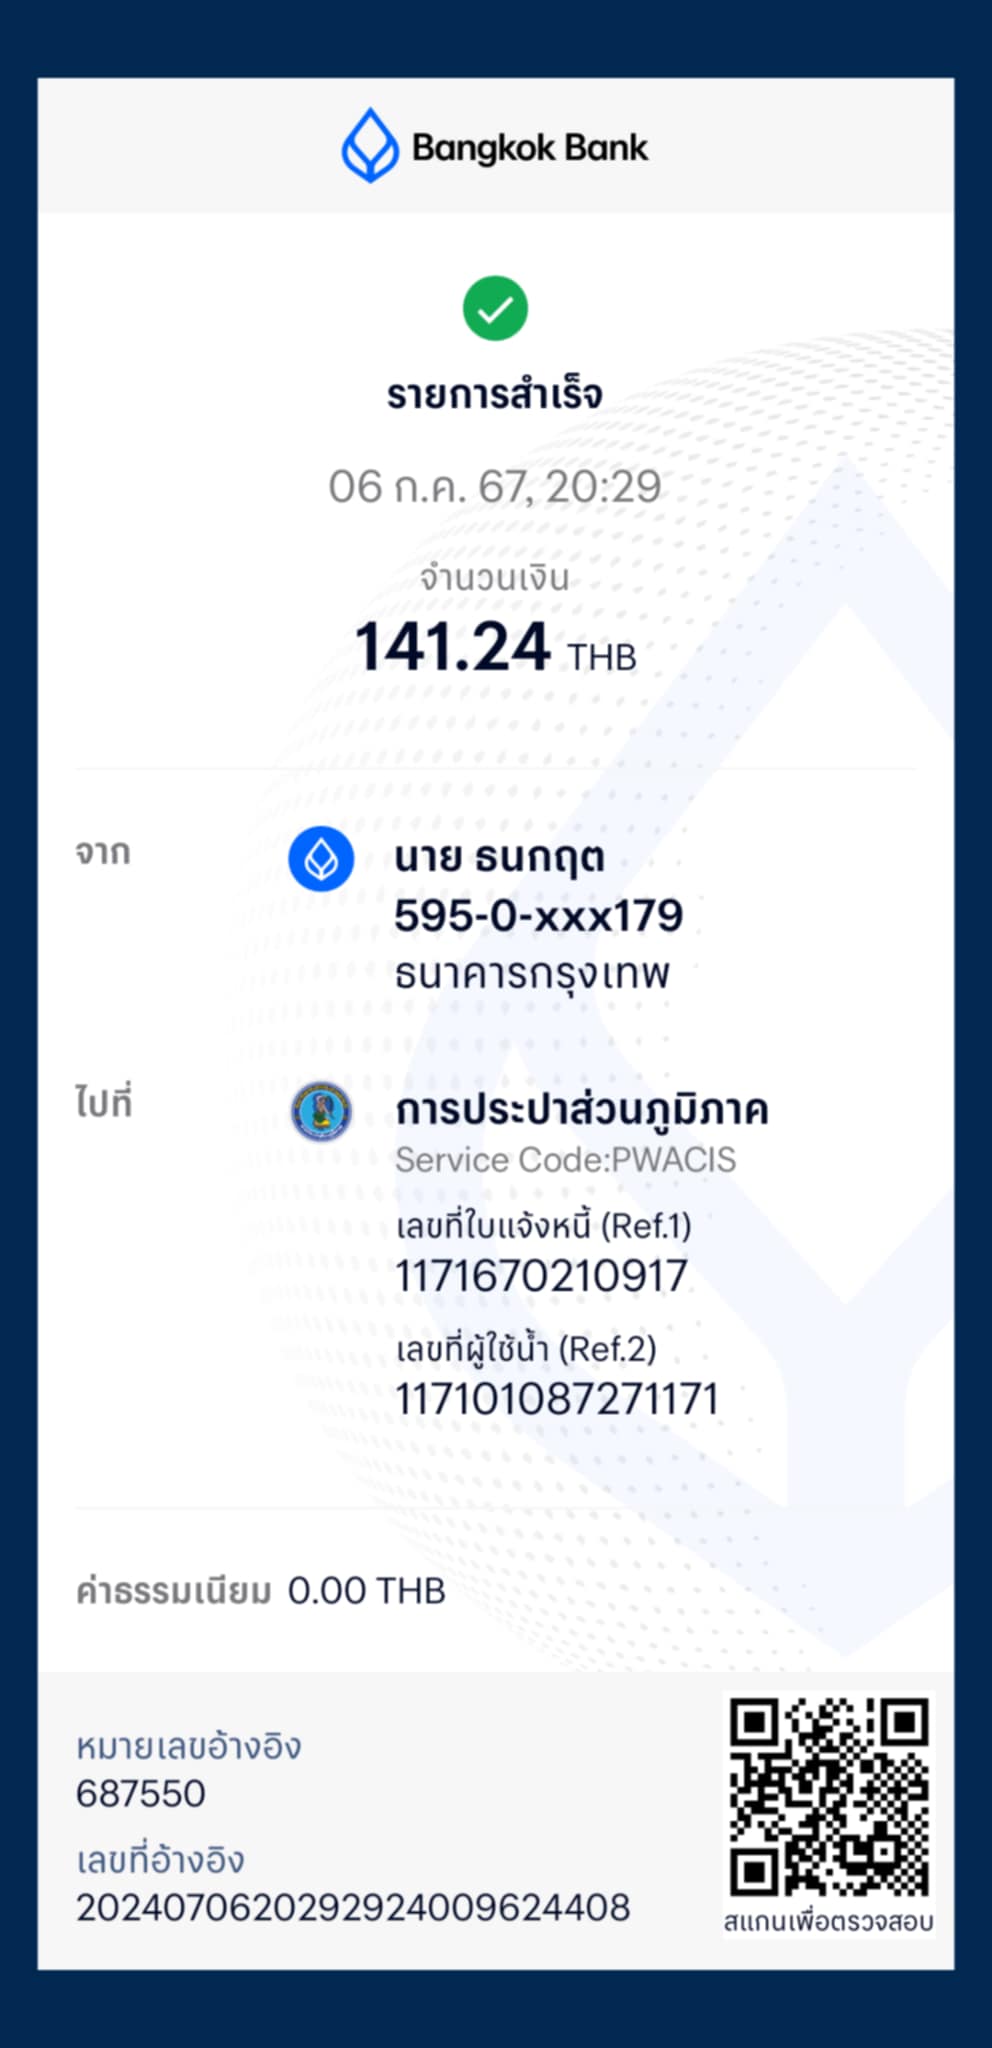 Bangkok Bank
รายการสำเร็จ
06 ก.ค. 67, 20:29
จำนวนเงิน
141.24 THB
จาก
นาย ธนกฤต
595-0-xxx179
ธนาคารกรุงเทพ
ไปที่
การประปาส่วนภูมิภาค
Service Code:PWACIS
เลขที่ใบแจ้งหนี้ (Ref.1)
1171670210917
เลขที่ผู้ใช้น้ำ (Ref.2)
117101087271171
ค่าธรรมเนียม 0.00 THB
หมายเลขอ้างอิง
687550
เลขที่อ้างอิง
2024070620292924009624408
สแกนเพื่อตรวจสอบ